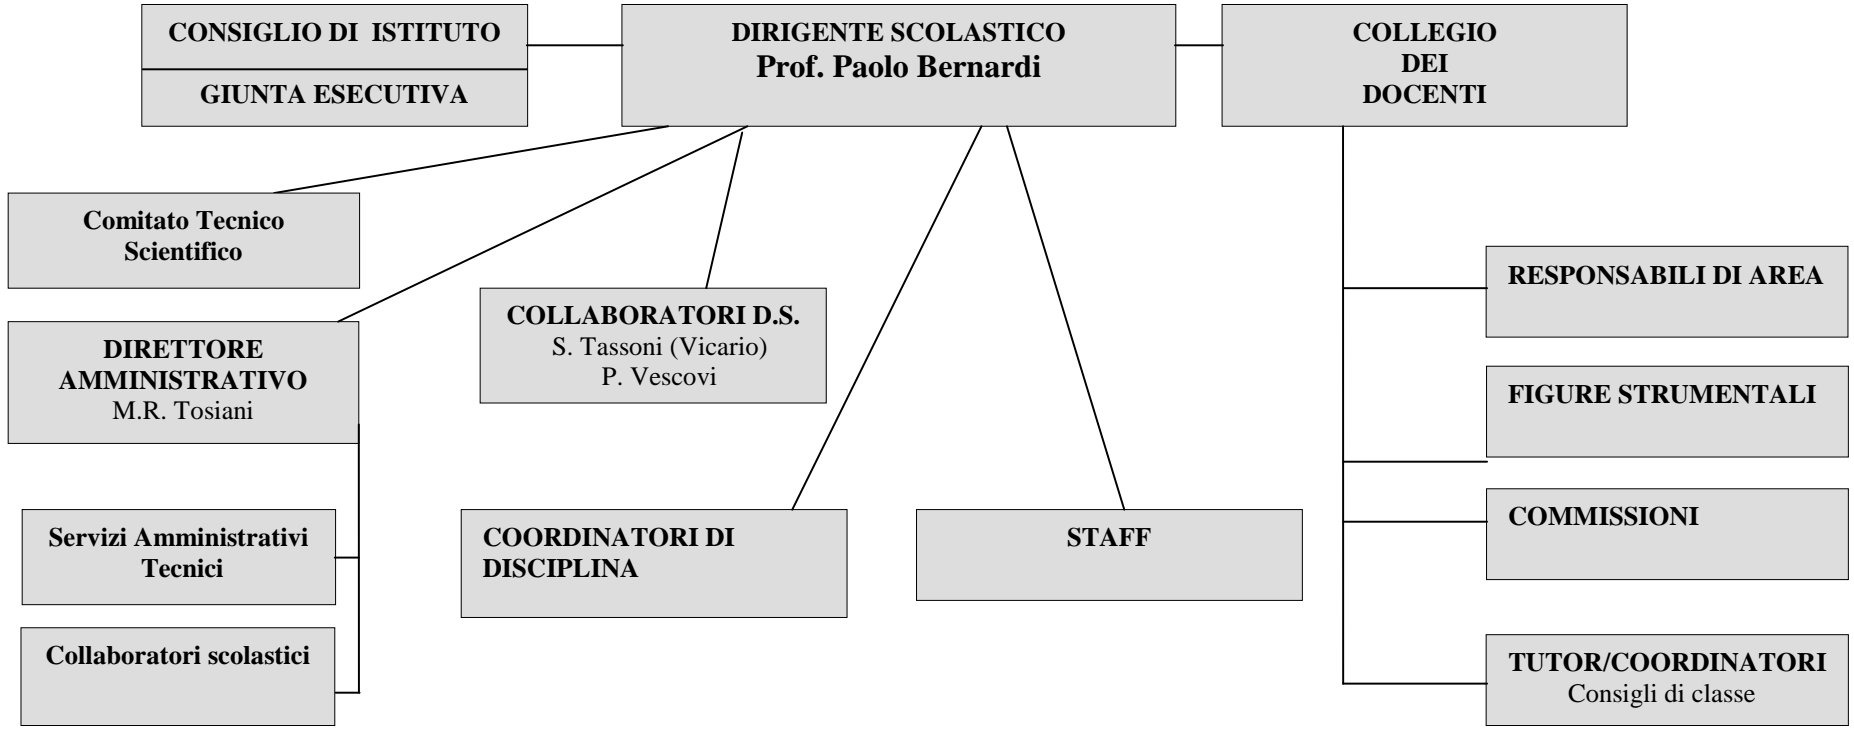 CONSIGLIO DI ISTITUTO
GIUNTA ESECUTIVA
DIRIGENTE SCOLASTICO
Prof. Paolo Bernardi
COLLEGIO
DEI
DOCENTI
Comitato Tecnico
Scientifico
DIRETTORE
AMMINISTRATIVO
M.R. Tosiani
COLLABORATORI D.S.
S. Tassoni (Vicario)
P. Vescovi
RESPONSABILI DI AREA
FIGURE STRUMENTALI
Servizi Amministrativi
Tecnici
COORDINATORI DI
DISCIPLINA
STAFF
COMMISSIONI
Collaboratori scolastici
TUTOR/COORDINATORI
Consigli di classe